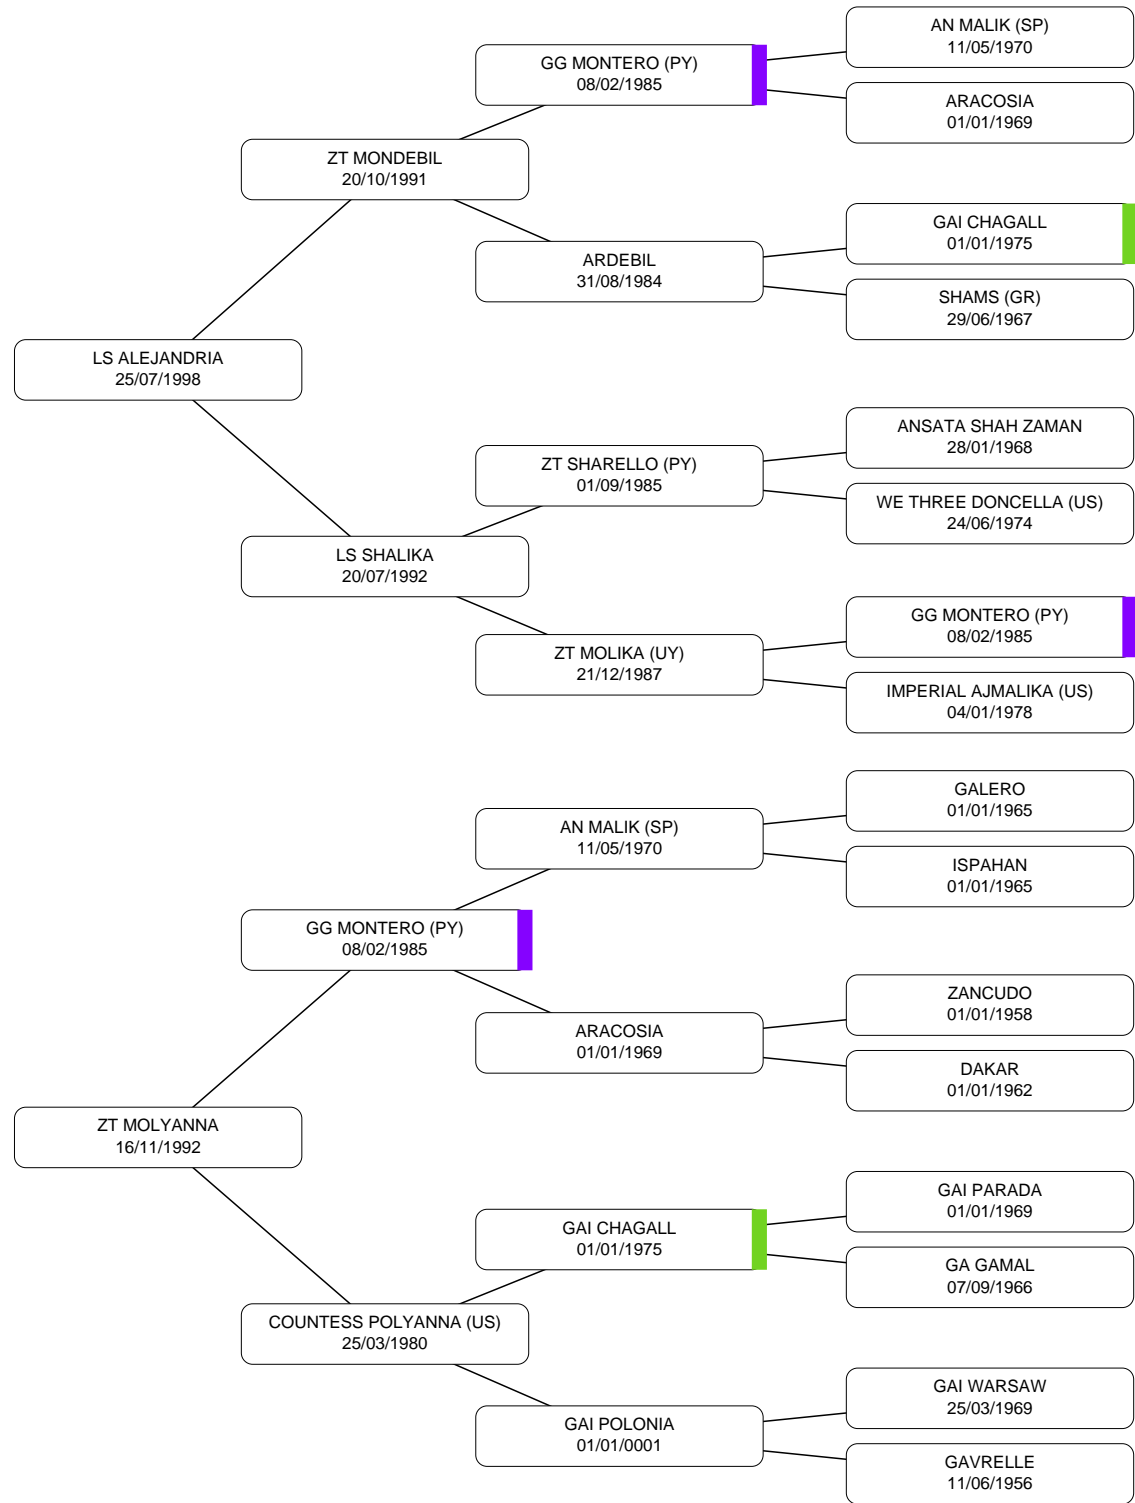 AN MALIK (SP)
11/05/1970
GG MONTERO (PY)
08/02/1985
ARACOSIA
01/01/1969
ZT MONDEBIL
20/10/1991
GAI CHAGALL
01/01/1975
ARDEBIL
31/08/1984
SHAMS (GR)
29/06/1967
LS ALEJANDRIA
25/07/1998
ANSATA SHAH ZAMAN
28/01/1968
ZT SHARELLO (PY)
01/09/1985
WE THREE DONCELLA (US)
24/06/1974
LS SHALIKA
20/07/1992
GG MONTERO (PY)
08/02/1985
ZT MOLIKA (UY)
21/12/1987
IMPERIAL AJMALIKA (US)
04/01/1978
GALERO
01/01/1965
AN MALIK (SP)
11/05/1970
ISPAHAN
01/01/1965
GG MONTERO (PY)
08/02/1985
ZANCUDO
01/01/1958
ARACOSIA
01/01/1969
DAKAR
01/01/1962
ZT MOLYANNA
16/11/1992
GAI PARADA
01/01/1969
GAI CHAGALL
01/01/1975
GA GAMAL
07/09/1966
COUNTESS POLYANNA (US)
25/03/1980
GAI WARSAW
25/03/1969
GAI POLONIA
01/01/0001
GAVRELLE
11/06/1956